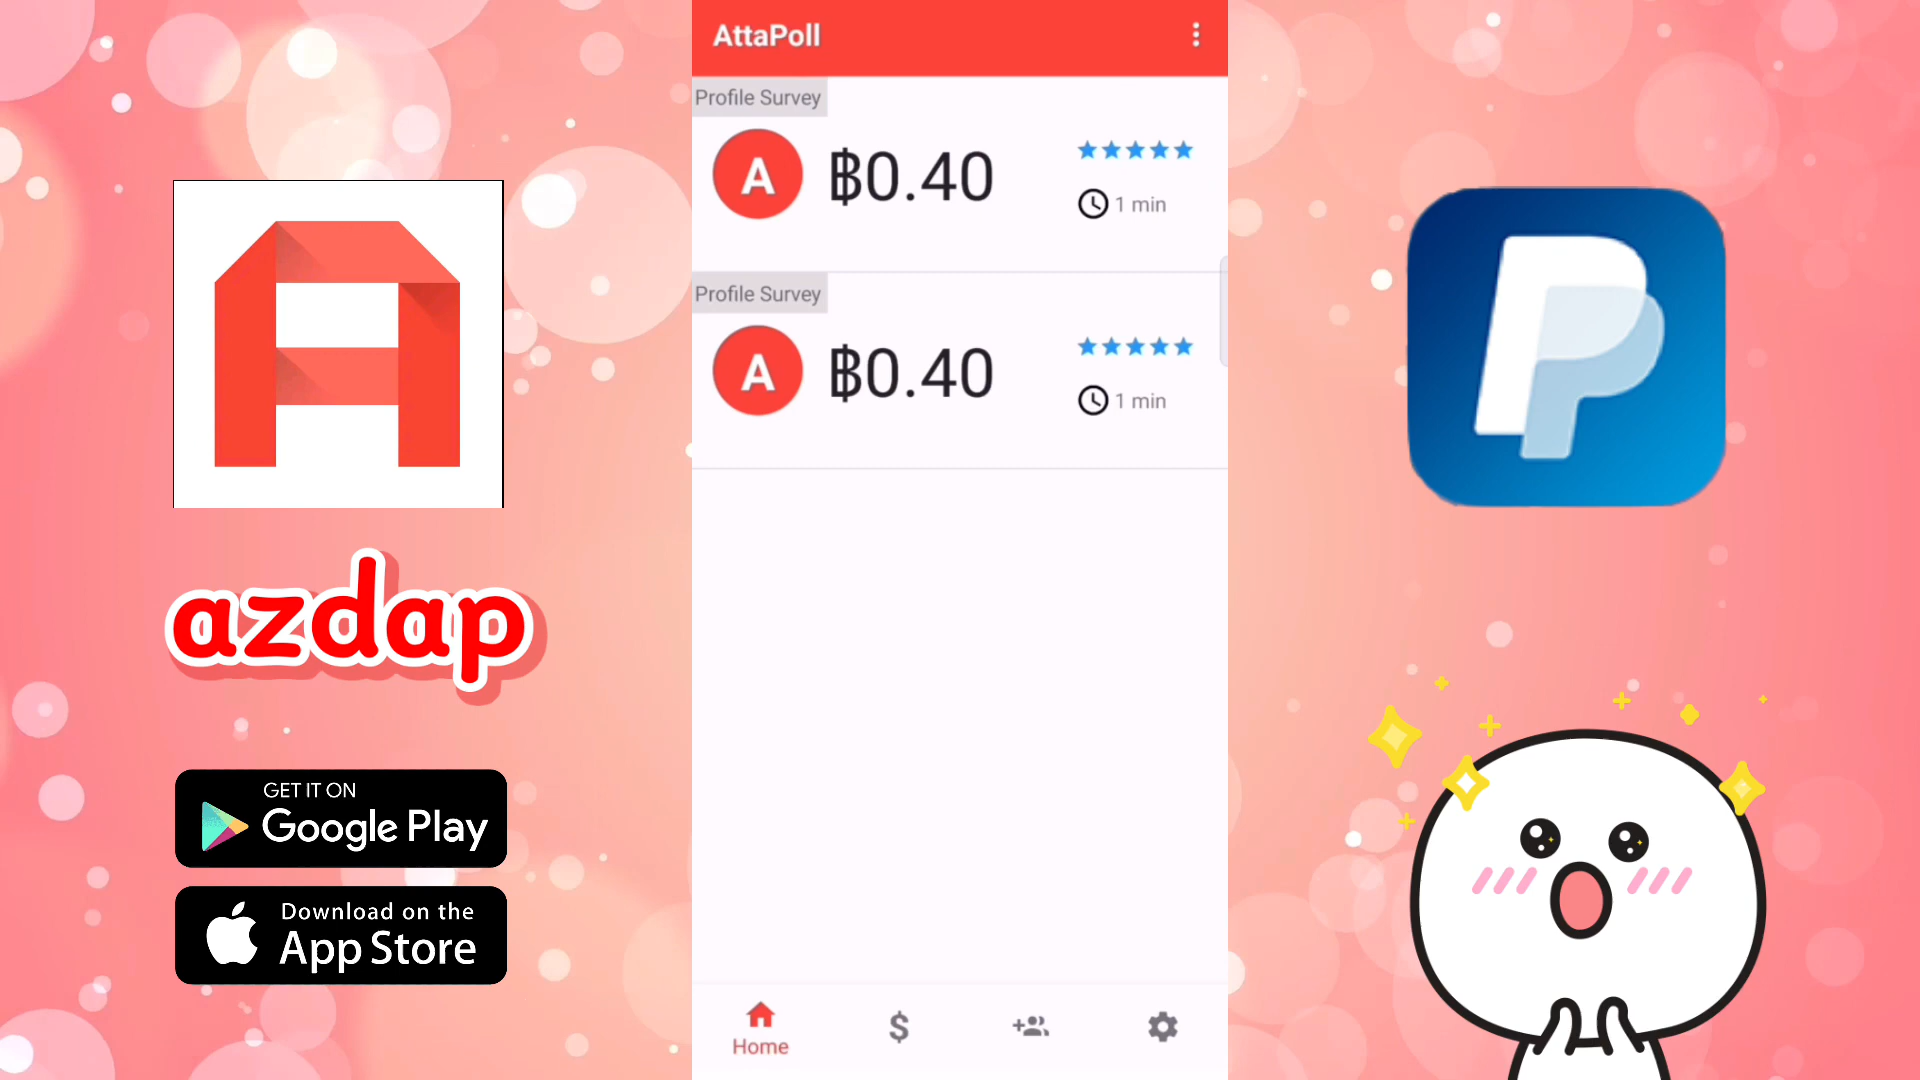 AttaPoll
Profile Survey
A
฿0.40
1 min
Profile Survey
A
฿0.40
1 min
Home
azdap
GET IT ON
Google Play
Download on the
App Store